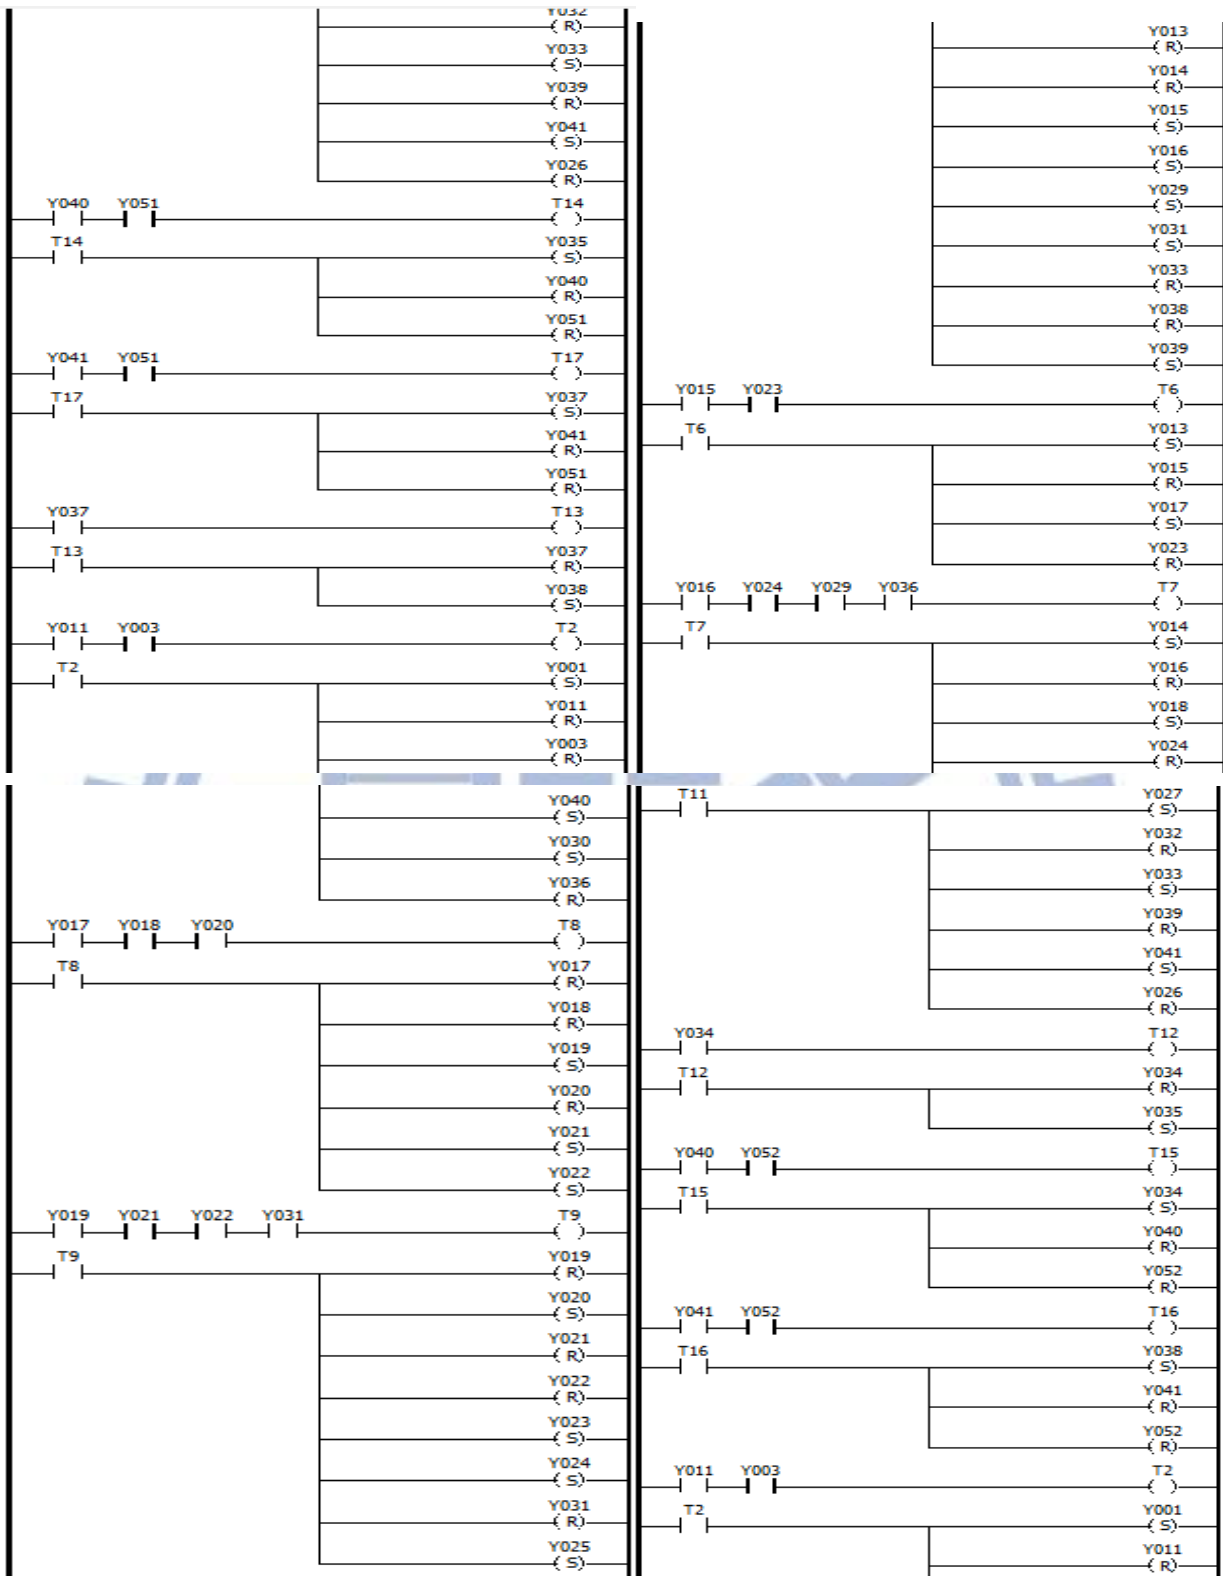 Y032
( R )
Y033
( S )
Y039
( R )
Y041
( S )
Y026
( R )
Y040 Y051 T14
( )
T14 Y035
( S )
Y040
( R )
Y051
( R )
Y041 Y051 T17
( )
T17 Y037
( S )
Y041
( R )
Y051
( R )
Y037 T13
( )
T13 Y037
( R )
Y038
( S )
Y011 Y003 T2
( )
T2 Y001
( S )
Y011
( R )
Y003
( R )
Y013
( R )
Y014
( R )
Y015
( S )
Y016
( S )
Y029
( S )
Y031
( S )
Y033
( R )
Y038
( R )
Y039
( S )
Y015 Y023 T6
( )
T6 Y013
( S )
Y015
( R )
Y017
( S )
Y023
( R )
Y016 Y024 Y029 Y036 T7
( )
T7 Y014
( S )
Y016
( R )
Y018
( S )
Y024
( R )
Y040
( S )
Y030
( S )
Y036
( R )
Y017 Y018 Y020 T8
( )
T8 Y017
( R )
Y018
( R )
Y019
( S )
Y020
( R )
Y021
( S )
Y022
( S )
Y019 Y021 Y022 Y031 T9
( )
T9 Y019
( R )
Y020
( S )
Y021
( R )
Y022
( R )
Y023
( S )
Y024
( S )
Y031
( R )
Y025
( S )
T11 Y027
( S )
Y032
( R )
Y033
( S )
Y039
( R )
Y041
( S )
Y026
( R )
Y034 T12
( )
T12 Y034
( R )
Y035
( S )
Y040 Y052 T15
( )
T15 Y034
( S )
Y040
( R )
Y052
( R )
Y041 Y052 T16
( )
T16 Y038
( S )
Y041
( R )
Y052
( R )
Y011 Y003 T2
( )
T2 Y001
( S )
Y011
( R )